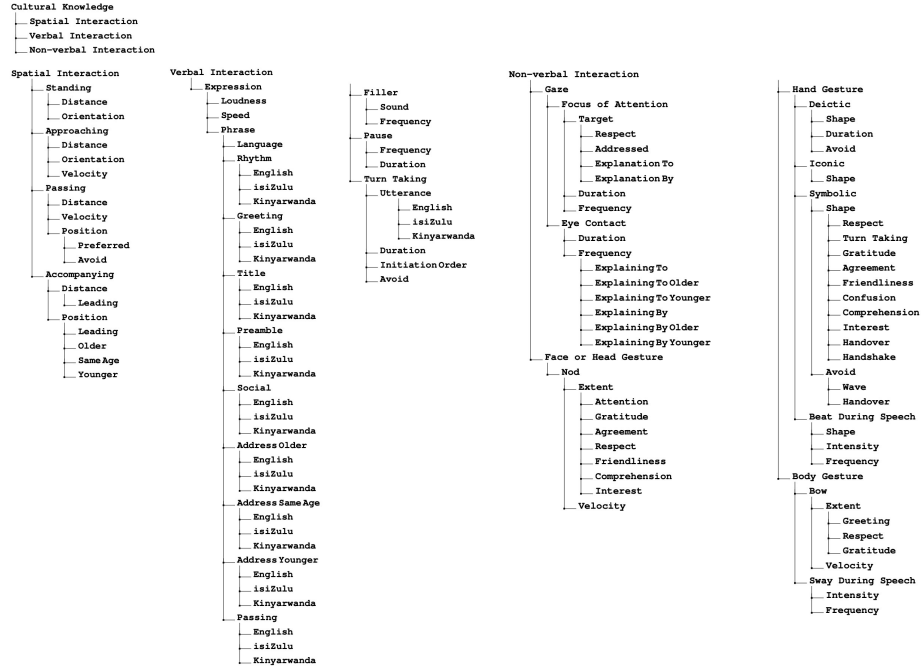 Cultural Knowledge
Spatial Interaction
Verbal Interaction
Non-verbal Interaction
Spatial Interaction
Standing
Distance
Orientation
Approaching
Distance
Orientation
Velocity
Passing
Distance
Velocity
Position
Preferred
Avoid
Accompanying
Distance
Leading
Position
Leading
Older
Same Age
Younger
Verbal Interaction
Expression
Loudness
Speed
Phrase
Language
Rhythm
English
isiZulu
Kinyarwanda
Greeting
English
isiZulu
Kinyarwanda
Title
English
isiZulu
Kinyarwanda
Preamble
English
isiZulu
Kinyarwanda
Social
English
isiZulu
Kinyarwanda
Address Older
English
isiZulu
Kinyarwanda
Address Same Age
English
isiZulu
Kinyarwanda
Address Younger
English
isiZulu
Kinyarwanda
Passing
English
isiZulu
Kinyarwanda
Filler
Sound
Frequency
Pause
Frequency
Duration
Turn Taking
Utterance
English
isiZulu
Kinyarwanda
Duration
Initiation Order
Avoid
Non-verbal Interaction
Gaze
Focus of Attention
Target
Respect
Addressed
Explanation To
Explanation By
Duration
Frequency
Eye Contact
Duration
Frequency
Explaining To
Explaining To Older
Explaining To Younger
Explaining By
Explaining By Older
Explaining By Younger
Face or Head Gesture
Nod
Extent
Attention
Gratitude
Agreement
Respect
Friendliness
Comprehension
Interest
Velocity
Hand Gesture
Deictic
Shape
Duration
Avoid
Iconic
Shape
Symbolic
Shape
Respect
Turn Taking
Gratitude
Agreement
Friendliness
Confusion
Comprehension
Interest
Handover
Handshake
Avoid
Wave
Handover
Beat During Speech
Shape
Intensity
Frequency
Body Gesture
Bow
Extent
Greeting
Respect
Gratitude
Velocity
Sway During Speech
Intensity
Frequency